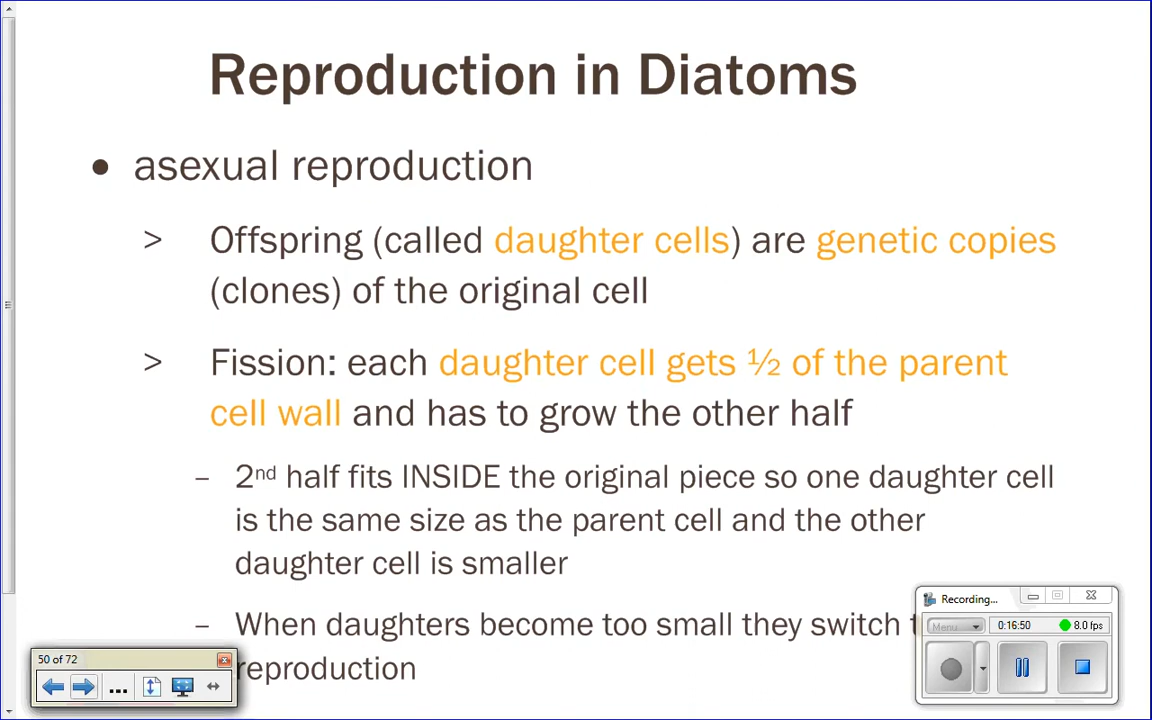 Reproduction in Diatoms
• asexual reproduction
> Offspring (called daughter cells) are genetic copies
(clones) of the original cell
> Fission: each daughter cell gets ½ of the parent
cell wall and has to grow the other half
– 2nd half fits INSIDE the original piece so one daughter cell
is the same size as the parent cell and the other
daughter cell is smaller
– When daughters become too small they switch
reproduction
Recording...
Menu
0:16:50
8.0 fps
50 of 72